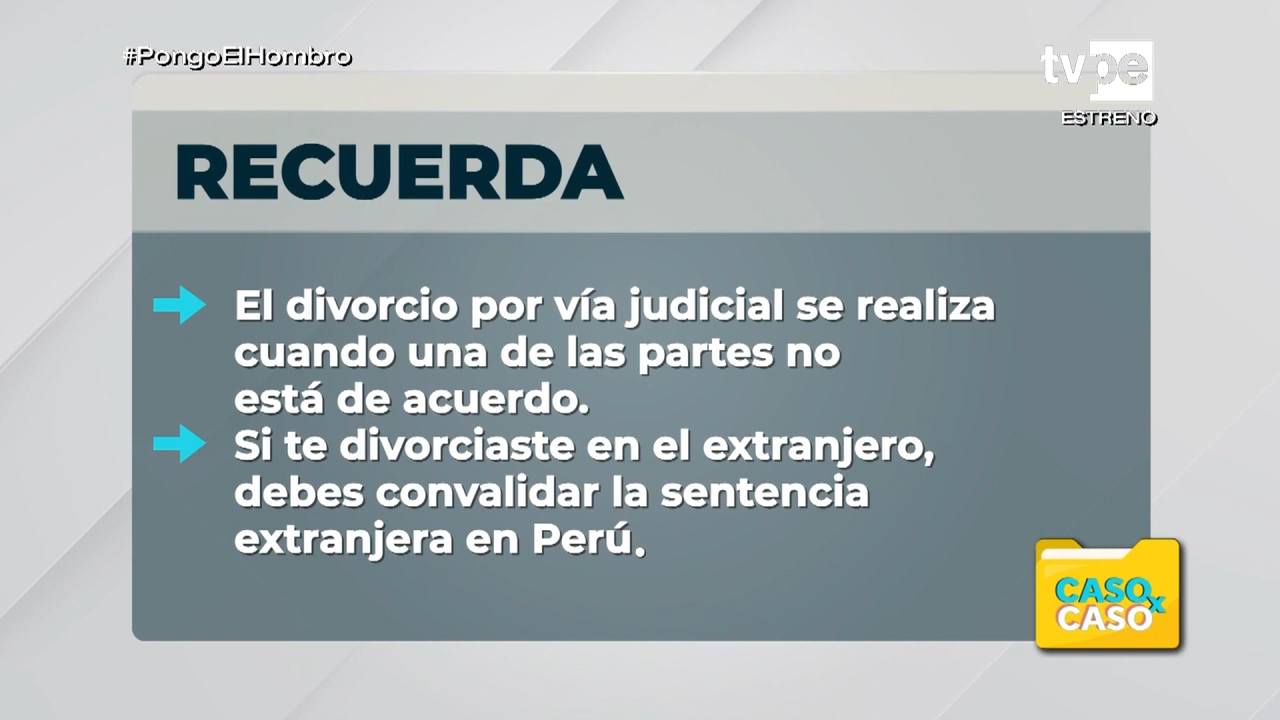 #PongoElHombro
tvpe
ESTRENO
RECUERDA
El divorcio por vía judicial se realiza
cuando una de las partes no
está de acuerdo.
Si te divorciaste en el extranjero,
debes convalidar la sentencia
extranjera en Perú.
CASO
x
CASO